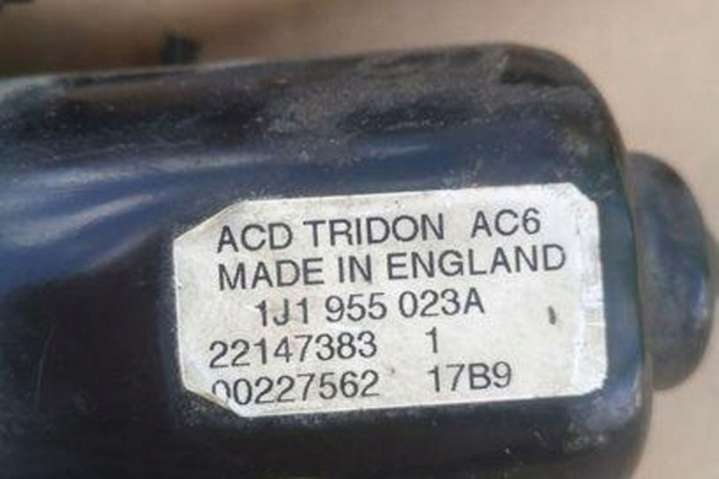 ACD TRIDON AC6
MADE IN ENGLAND
1J1 955 023A
22147383 1
00227562 17B9